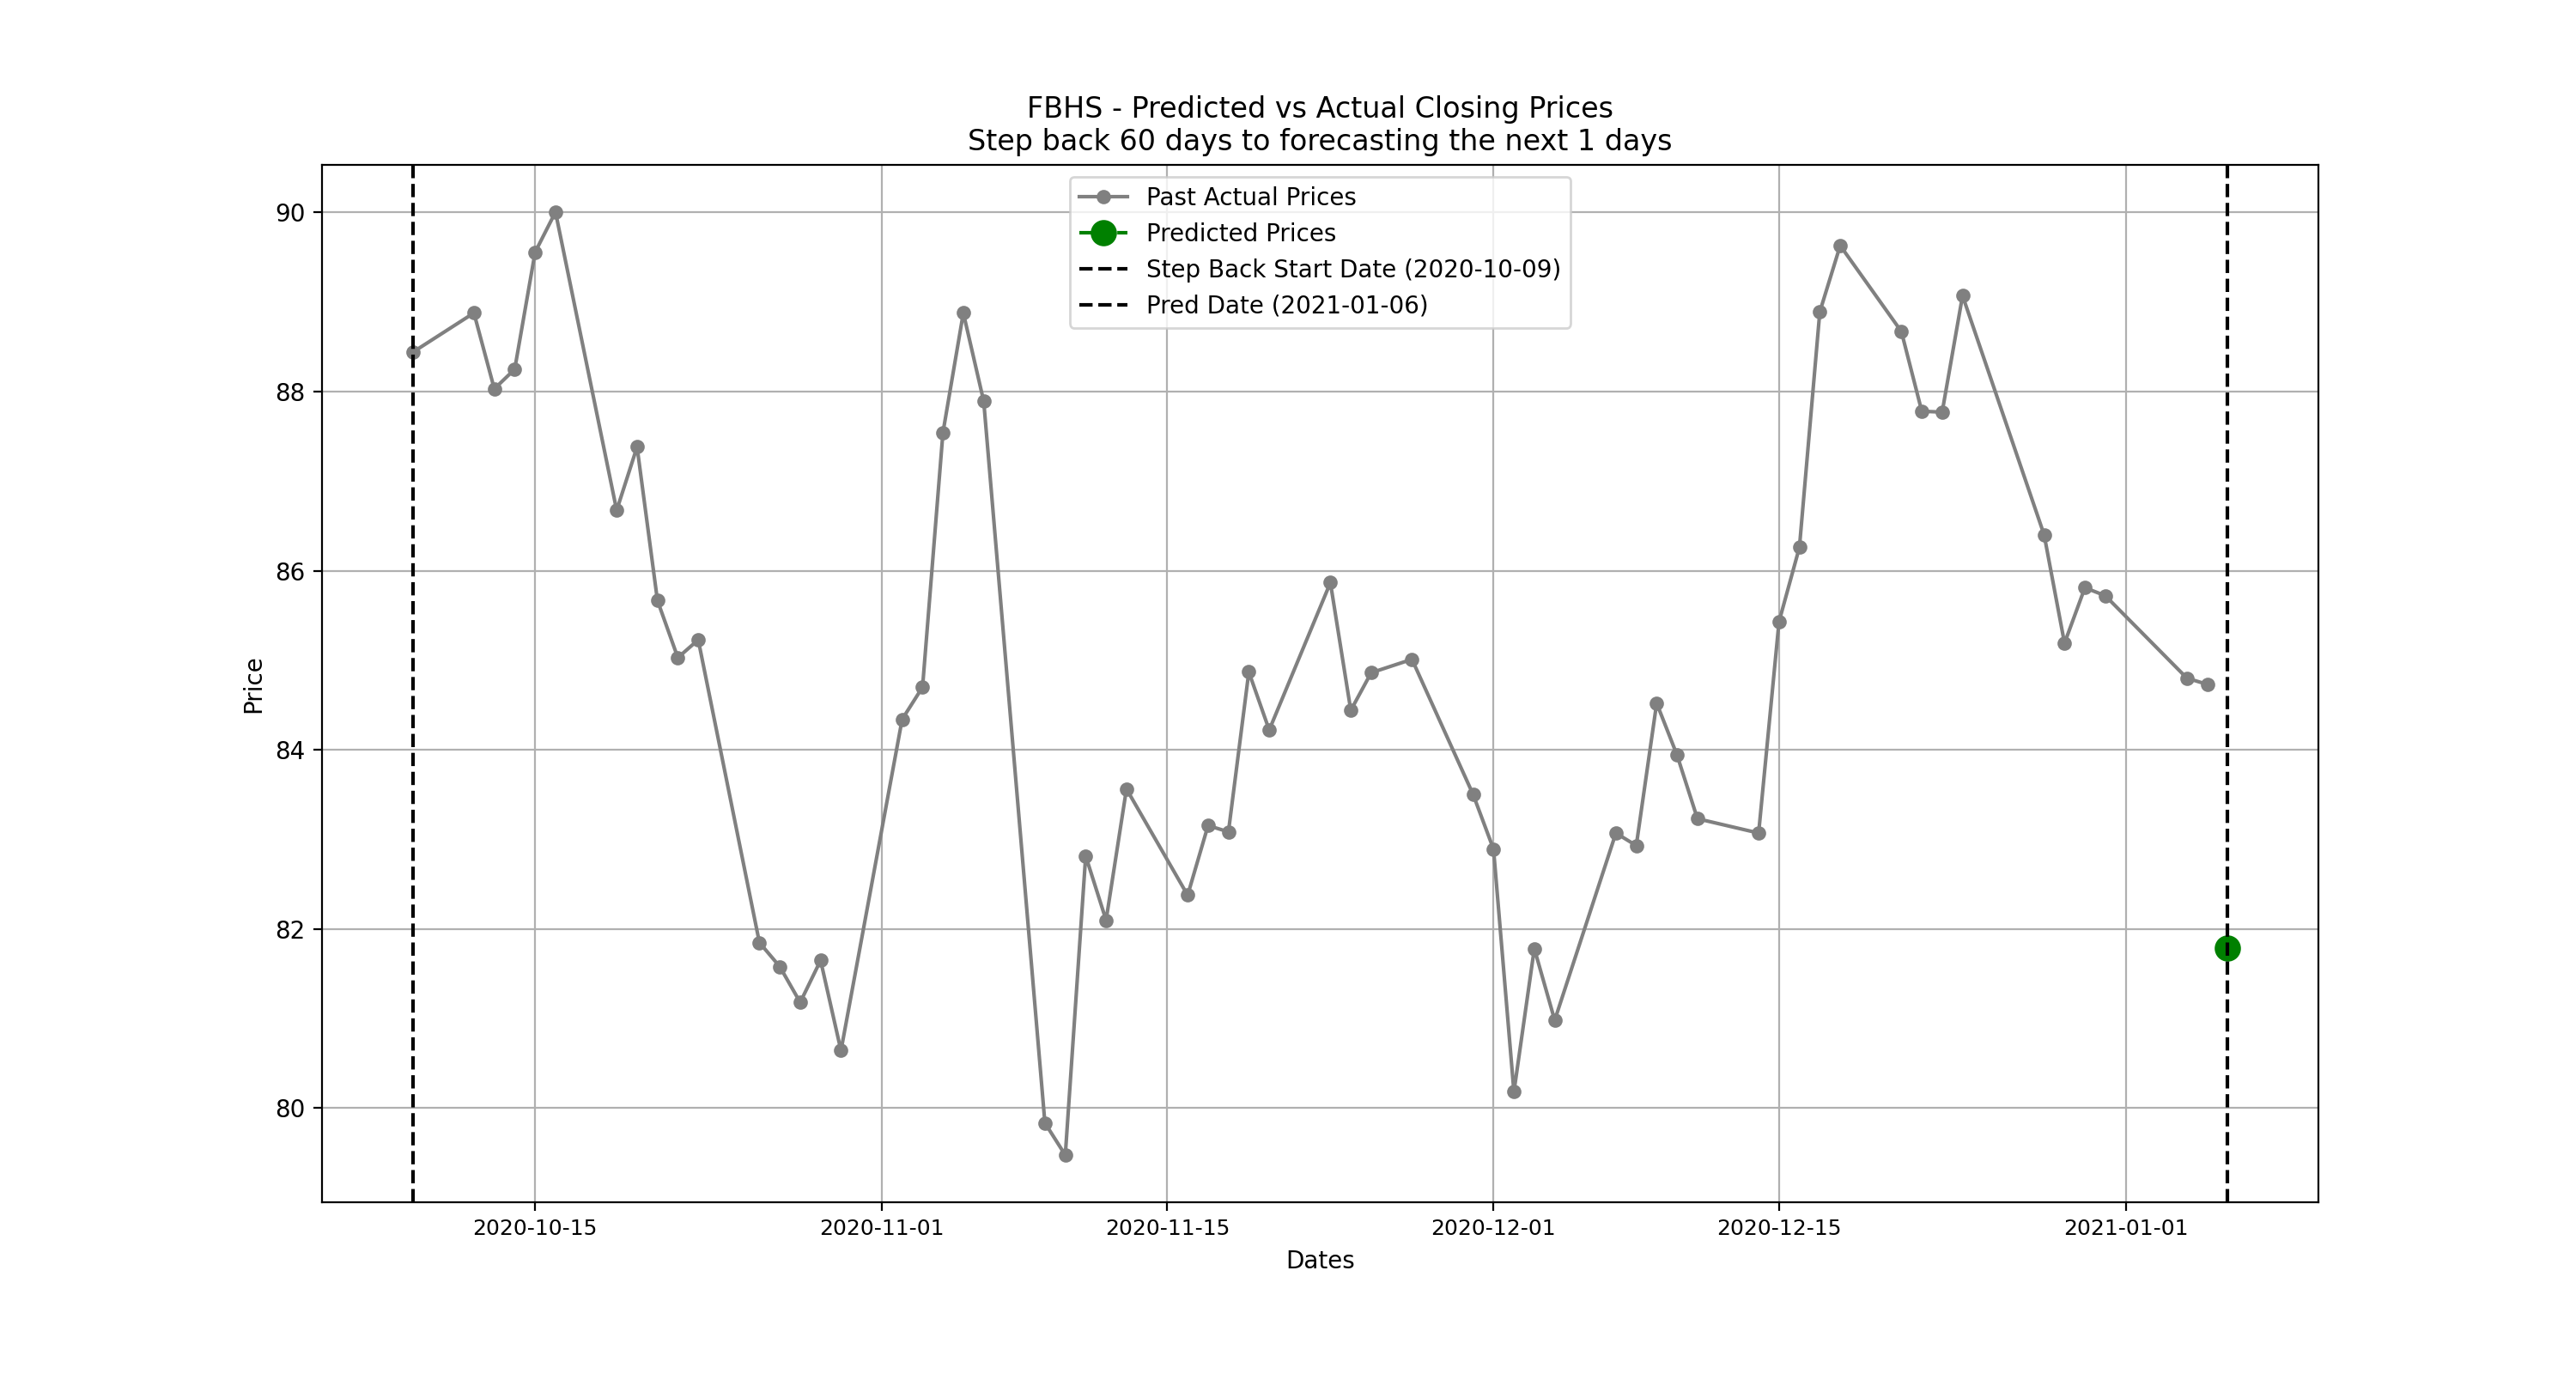 FBHS - Predicted vs Actual Closing Prices
Step back 60 days to forecasting the next 1 days
Past Actual Prices
Predicted Prices
Step Back Start Date (2020-10-09)
Pred Date (2021-01-06)
Price
90
88
86
84
82
80
2020-10-15
2020-11-01
2020-11-15
2020-12-01
2020-12-15
2021-01-01
Dates